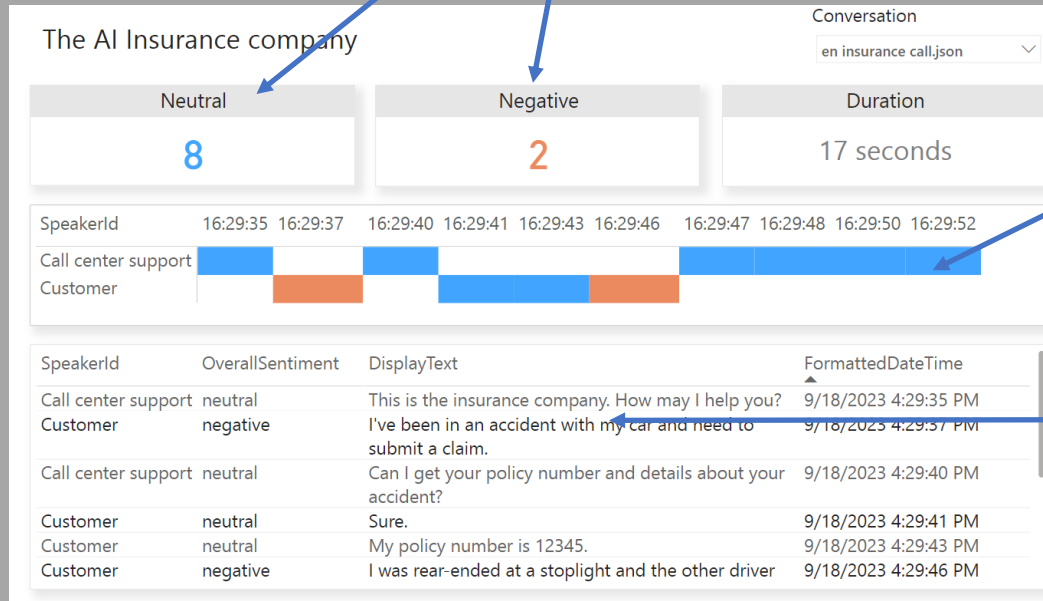 Conversation
The AI Insurance company
en insurance call.json
Neutral
Negative
Duration
8
2
17 seconds
SpeakerId 16:29:35 16:29:37 16:29:40 16:29:41 16:29:43 16:29:46 16:29:47 16:29:48 16:29:50 16:29:52
Call center support
Customer
SpeakerId OverallSentiment DisplayText FormattedDateTime
Call center support neutral This is the insurance company. How may I help you? 9/18/2023 4:29:35 PM
Customer negative I've been in an accident with my car and need to 9/18/2023 4:29:37 PM
submit a claim.
Call center support neutral Can I get your policy number and details about your 9/18/2023 4:29:40 PM
accident?
Customer neutral Sure. 9/18/2023 4:29:41 PM
Customer neutral My policy number is 12345. 9/18/2023 4:29:43 PM
Customer negative I was rear-ended at a stoplight and the other driver 9/18/2023 4:29:46 PM